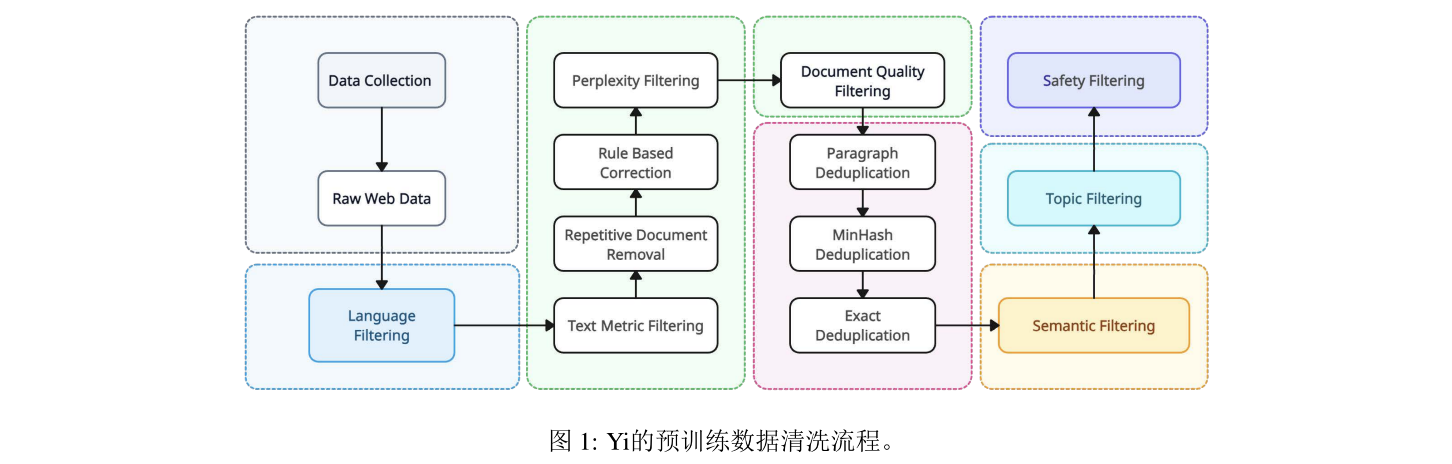 Data Collection
Raw Web Data
Language
Filtering
Text Metric Filtering
Repetitive Document
Removal
Rule Based
Correction
Perplexity Filtering
Document Quality
Filtering
Paragraph
Deduplication
MinHash
Deduplication
Exact
Deduplication
Semantic Filtering
Topic Filtering
Safety Filtering
图 1: Yi的预训练数据清洗流程。